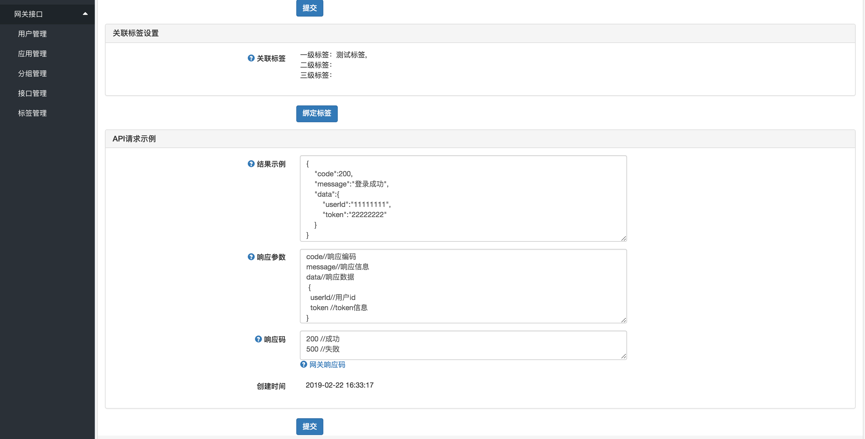 网关接口
用户管理
应用管理
分组管理
接口管理
标签管理
提交
关联标签设置
关联标签
一级标签：测试标签,
二级标签：
三级标签：
绑定标签
API请求示例
结果示例
{
"code":200,
"message":"登录成功",
"data":{
"userId":"11111111",
"token":"22222222"
}
}
响应参数
code//响应编码
message//响应信息
data//响应数据
{
userId//用户id
token //token信息
}
响应码
200 //成功
500 //失败
网关响应码
创建时间
2019-02-22 16:33:17
提交